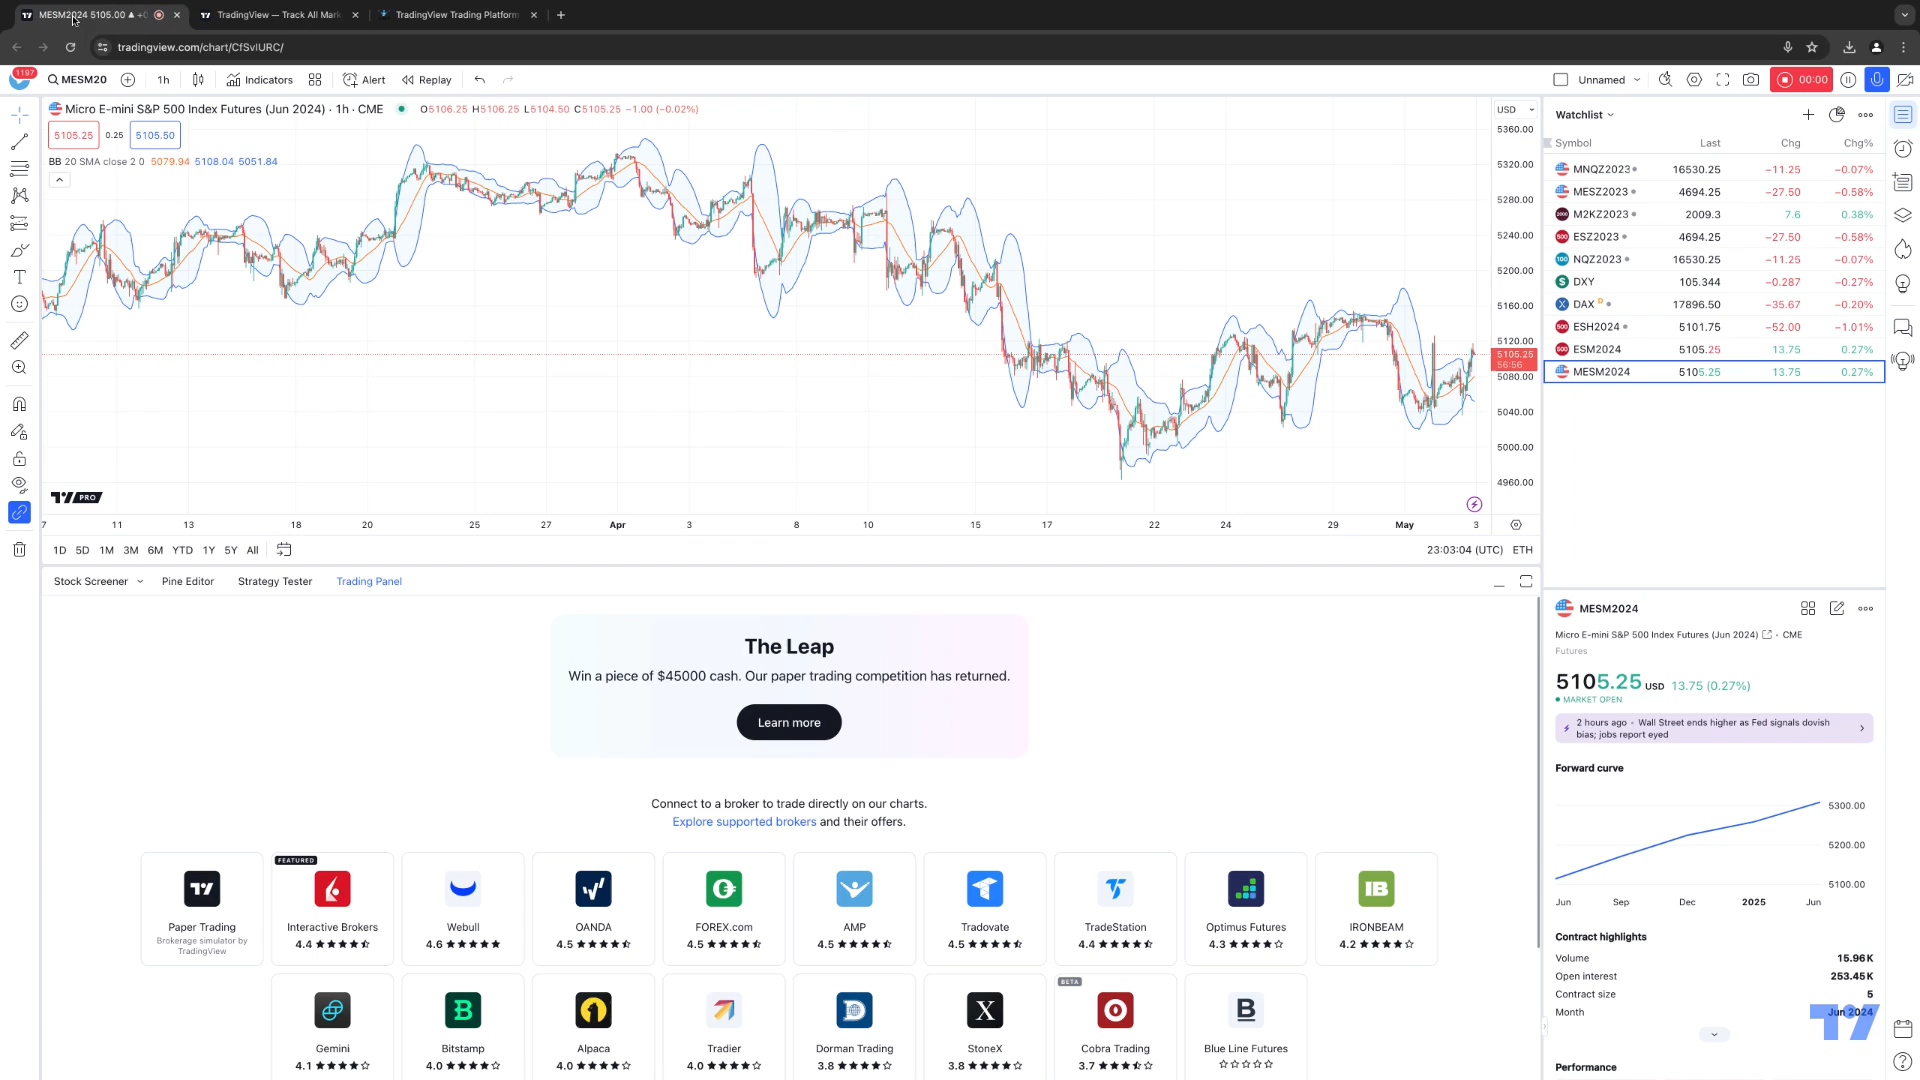 MESM2024 5105.00 ▲ +0
TradingView — Track All Mark
TradingView Trading Platform
tradingview.com/chart/CfSvIURC/
1197
MESM20
1h
Indicators
Alert
Replay
Unnamed
00:00
Micro E-mini S&P 500 Index Futures (Jun 2024) · 1h · CME
O5106.25 H5106.25 L5104.50 C5105.25 −1.00 (−0.02%)
5105.25 0.25 5105.50
BB 20 SMA close 2 0 5079.94 5108.04 5051.84
USD
5360.00
5320.00
5280.00
5240.00
5200.00
5160.00
5120.00
5105.25
56:56
5080.00
5040.00
5000.00
4960.00
PRO
7 11 13 18 20 25 27 Apr 3 8 10 15 17 22 24 29 May 3
1D 5D 1M 3M 6M YTD 1Y 5Y All
23:03:04 (UTC) ETH
Stock Screener Pine Editor Strategy Tester Trading Panel
The Leap
Win a piece of $45000 cash. Our paper trading competition has returned.
Learn more
Connect to a broker to trade directly on our charts.
Explore supported brokers and their offers.
Paper Trading
Brokerage simulator by
TradingView
FEATURED
Interactive Brokers
4.4
Webull
4.6
OANDA
4.5
FOREX.com
4.5
AMP
4.5
Tradovate
4.5
TradeStation
4.4
Optimus Futures
4.3
IB
IRONBEAM
4.2
Gemini
4.1
B
Bitstamp
4.0
Alpaca
4.0
Tradier
4.0
D
Dorman Trading
3.8
X
StoneX
3.8
BETA
Cobra Trading
3.7
B
Blue Line Futures
Watchlist
Symbol Last Chg Chg%
MNQZ2023 16530.25 −11.25 −0.07%
MESZ2023 4694.25 −27.50 −0.58%
2000 M2KZ2023 2009.3 7.6 0.38%
500 ESZ2023 4694.25 −27.50 −0.58%
100 NQZ2023 16530.25 −11.25 −0.07%
$ DXY 105.344 −0.287 −0.27%
X DAX D 17896.50 −35.67 −0.20%
500 ESH2024 5101.75 −52.00 −1.01%
500 ESM2024 5105.25 13.75 0.27%
MESM2024 5105.25 13.75 0.27%
MESM2024
Micro E-mini S&P 500 Index Futures (Jun 2024) · CME
Futures
5105.25 USD 13.75 (0.27%)
MARKET OPEN
2 hours ago · Wall Street ends higher as Fed signals dovish
bias; jobs report eyed
Forward curve
5300.00
5200.00
5100.00
Jun Sep Dec 2025 Jun
Contract highlights
Volume 15.96K
Open interest 253.45K
Contract size 5
Month Jun 2024
Performance